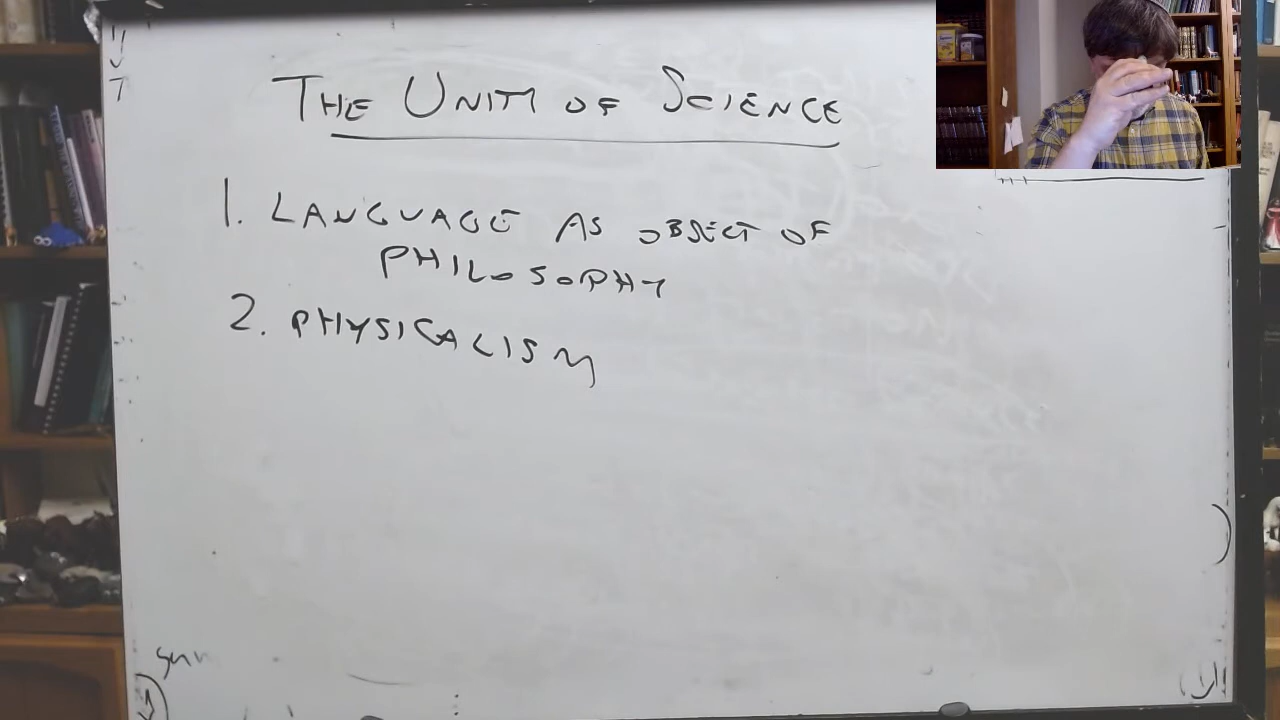 THE UNITY OF SCIENCE
1. LANGUAGE AS OBJECT OF
PHILOSOPHY
2. PHYSICALISM